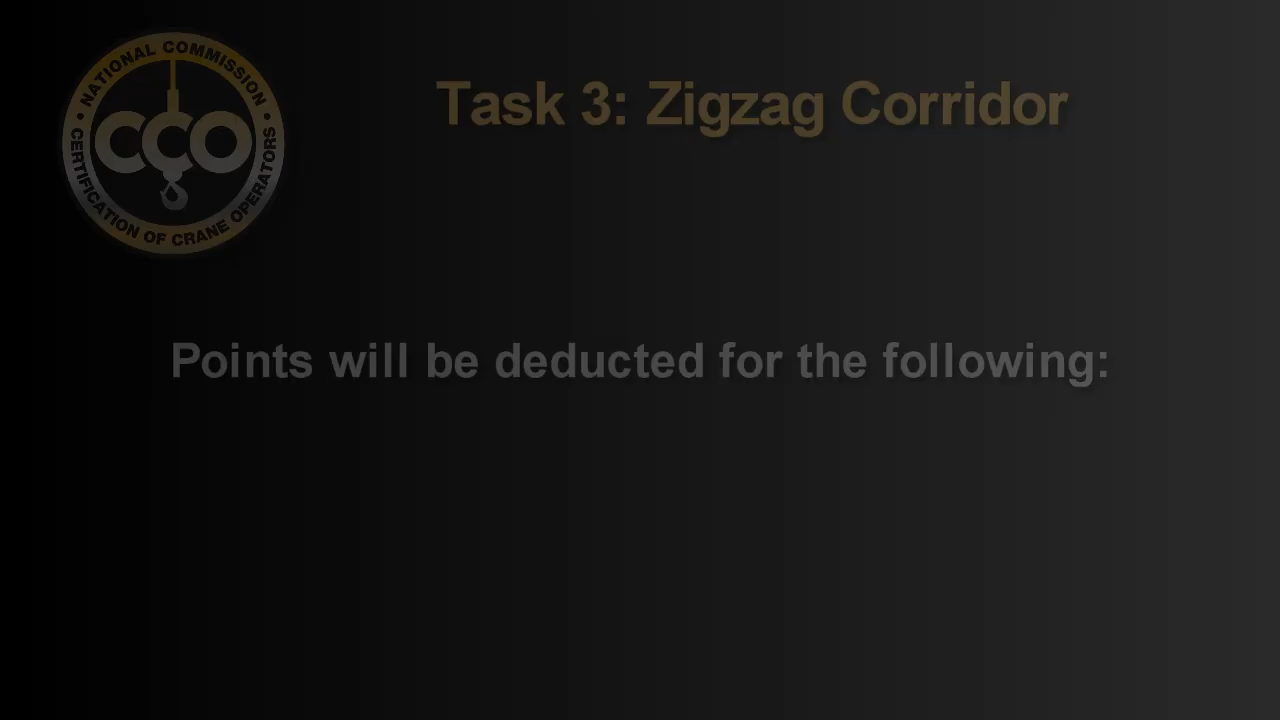 NATIONAL COMMISSION
CCO
CERTIFICATION OF CRANE OPERATORS
Task 3: Zigzag Corridor
Points will be deducted for the following: